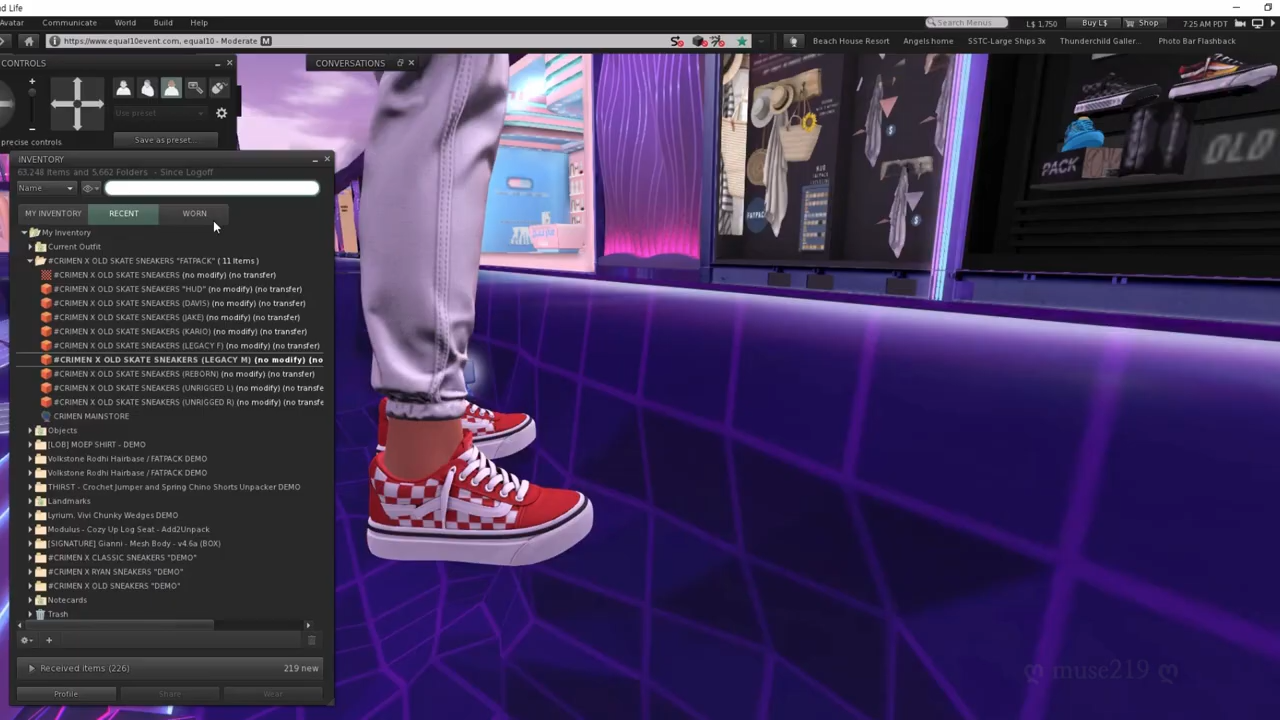 nd Life
Avatar Communicate World Build Help
Search Menus L$ 1,750 Buy L$ Shop 7:25 AM PDT
https://www.equal10event.com, equal10 - Moderate M
Beach House Resort Angels home SSTC-Large Ships 3x Thunderchild Galler... Photo Bar Flashback
CONTROLS
CONVERSATIONS
this preset
precise controls
Save as preset...
INVENTORY
63,248 Items and 5,662 Folders - Since Logoff
Name
MY INVENTORY RECENT WORN
My Inventory
Current Outfit
#CRIMEN X OLD SKATE SNEAKERS "FATPACK" ( 11 Items )
#CRIMEN X OLD SKATE SNEAKERS (no modify) (no transfer)
#CRIMEN X OLD SKATE SNEAKERS "HUD" (no modify) (no transfer)
#CRIMEN X OLD SKATE SNEAKERS (DAVIS) (no modify) (no transfer)
#CRIMEN X OLD SKATE SNEAKERS (JAKE) (no modify) (no transfer)
#CRIMEN X OLD SKATE SNEAKERS (KARIO) (no modify) (no transfer)
#CRIMEN X OLD SKATE SNEAKERS (LEGACY F) (no modify) (no transfer)
#CRIMEN X OLD SKATE SNEAKERS (LEGACY M) (no modify) (no
#CRIMEN X OLD SKATE SNEAKERS (REBORN) (no modify) (no transfer)
#CRIMEN X OLD SKATE SNEAKERS (UNRIGGED L) (no modify) (no transfe
#CRIMEN X OLD SKATE SNEAKERS (UNRIGGED R) (no modify) (no transfe
CRIMEN MAINSTORE
Objects
[LOB] MOEP SHIRT - DEMO
Volkstone Rodhi Hairbase / FATPACK DEMO
Volkstone Rodhi Hairbase / FATPACK DEMO
THIRST - Crochet Jumper and Spring Chino Shorts Unpacker DEMO
Landmarks
Lyrium. Vivi Chunky Wedges DEMO
Modulus - Cozy Up Log Seat - Add2Unpack
[SIGNATURE] Gianni - Mesh Body - v4.6a (BOX)
#CRIMEN X CLASSIC SNEAKERS "DEMO"
#CRIMEN X RYAN SNEAKERS "DEMO"
#CRIMEN X OLD SNEAKERS "DEMO"
Notecards
Trash
Received Items (226) 219 new
Profile Share Wear
PACK
OLD
FATPACK
ღ muse219 ღ